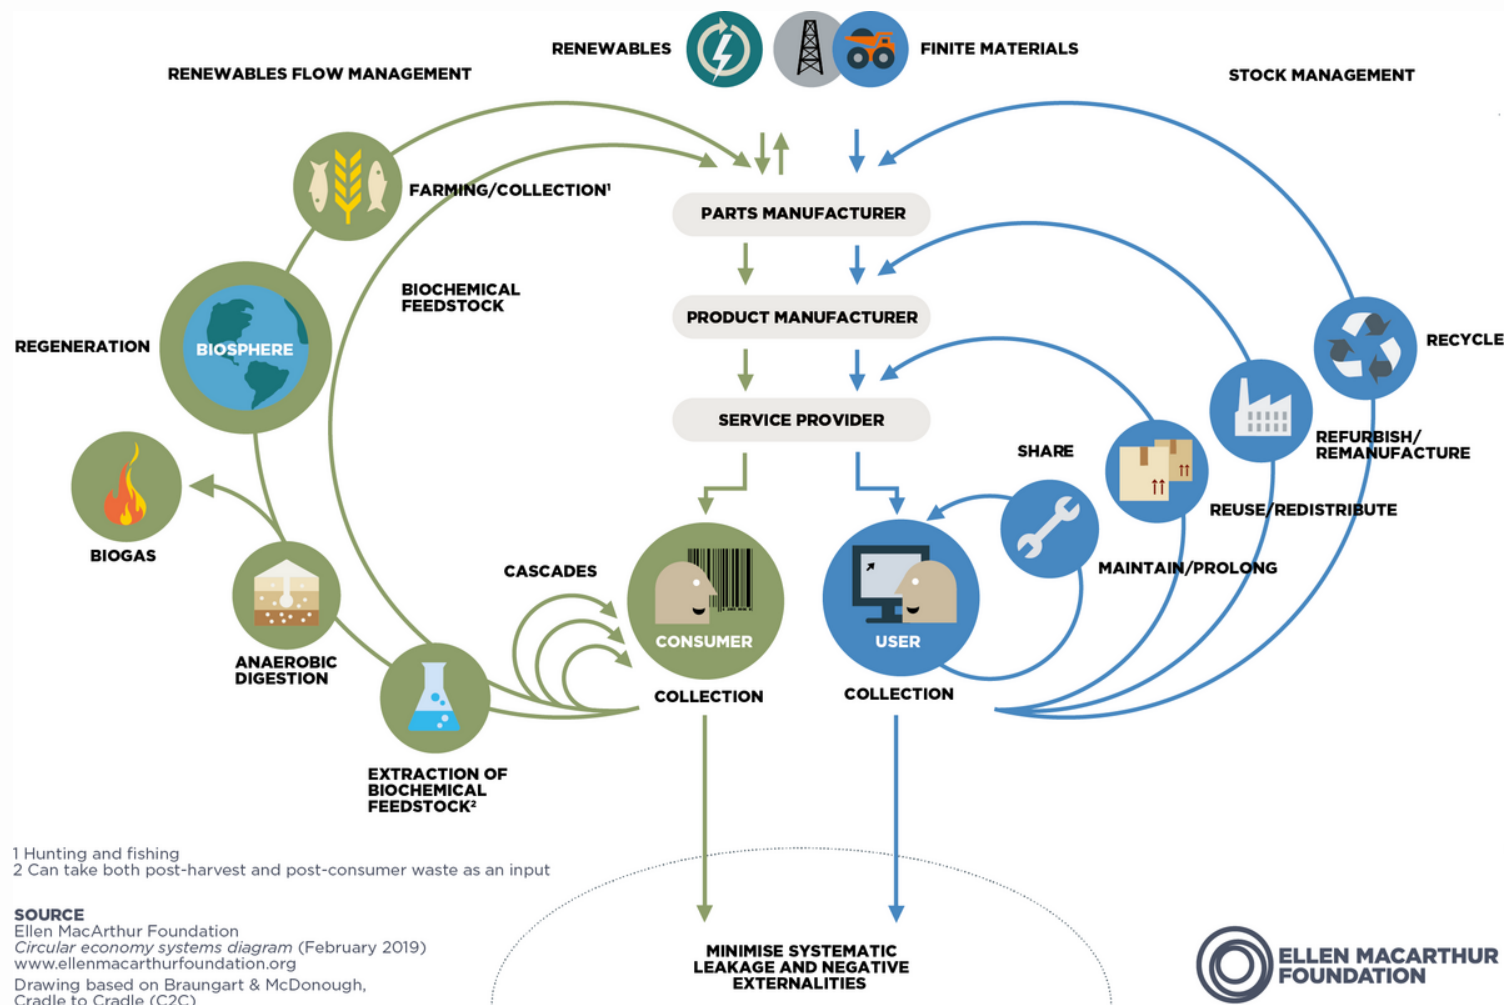 RENEWABLES
FINITE MATERIALS
RENEWABLES FLOW MANAGEMENT
STOCK MANAGEMENT
FARMING/COLLECTION¹
PARTS MANUFACTURER
BIOCHEMICAL
FEEDSTOCK
PRODUCT MANUFACTURER
REGENERATION
BIOSPHERE
RECYCLE
SERVICE PROVIDER
SHARE
REFURBISH/
REMANUFACTURE
REUSE/REDISTRIBUTE
BIOGAS
CASCADES
MAINTAIN/PROLONG
CONSUMER
USER
ANAEROBIC
DIGESTION
COLLECTION
COLLECTION
EXTRACTION OF
BIOCHEMICAL
FEEDSTOCK²
1 Hunting and fishing
2 Can take both post-harvest and post-consumer waste as an input
SOURCE
Ellen MacArthur Foundation
Circular economy systems diagram (February 2019)
www.ellenmacarthurfoundation.org
Drawing based on Braungart & McDonough,
Cradle to Cradle (C2C)
MINIMISE SYSTEMATIC
LEAKAGE AND NEGATIVE
EXTERNALITIES
ELLEN MACARTHUR
FOUNDATION